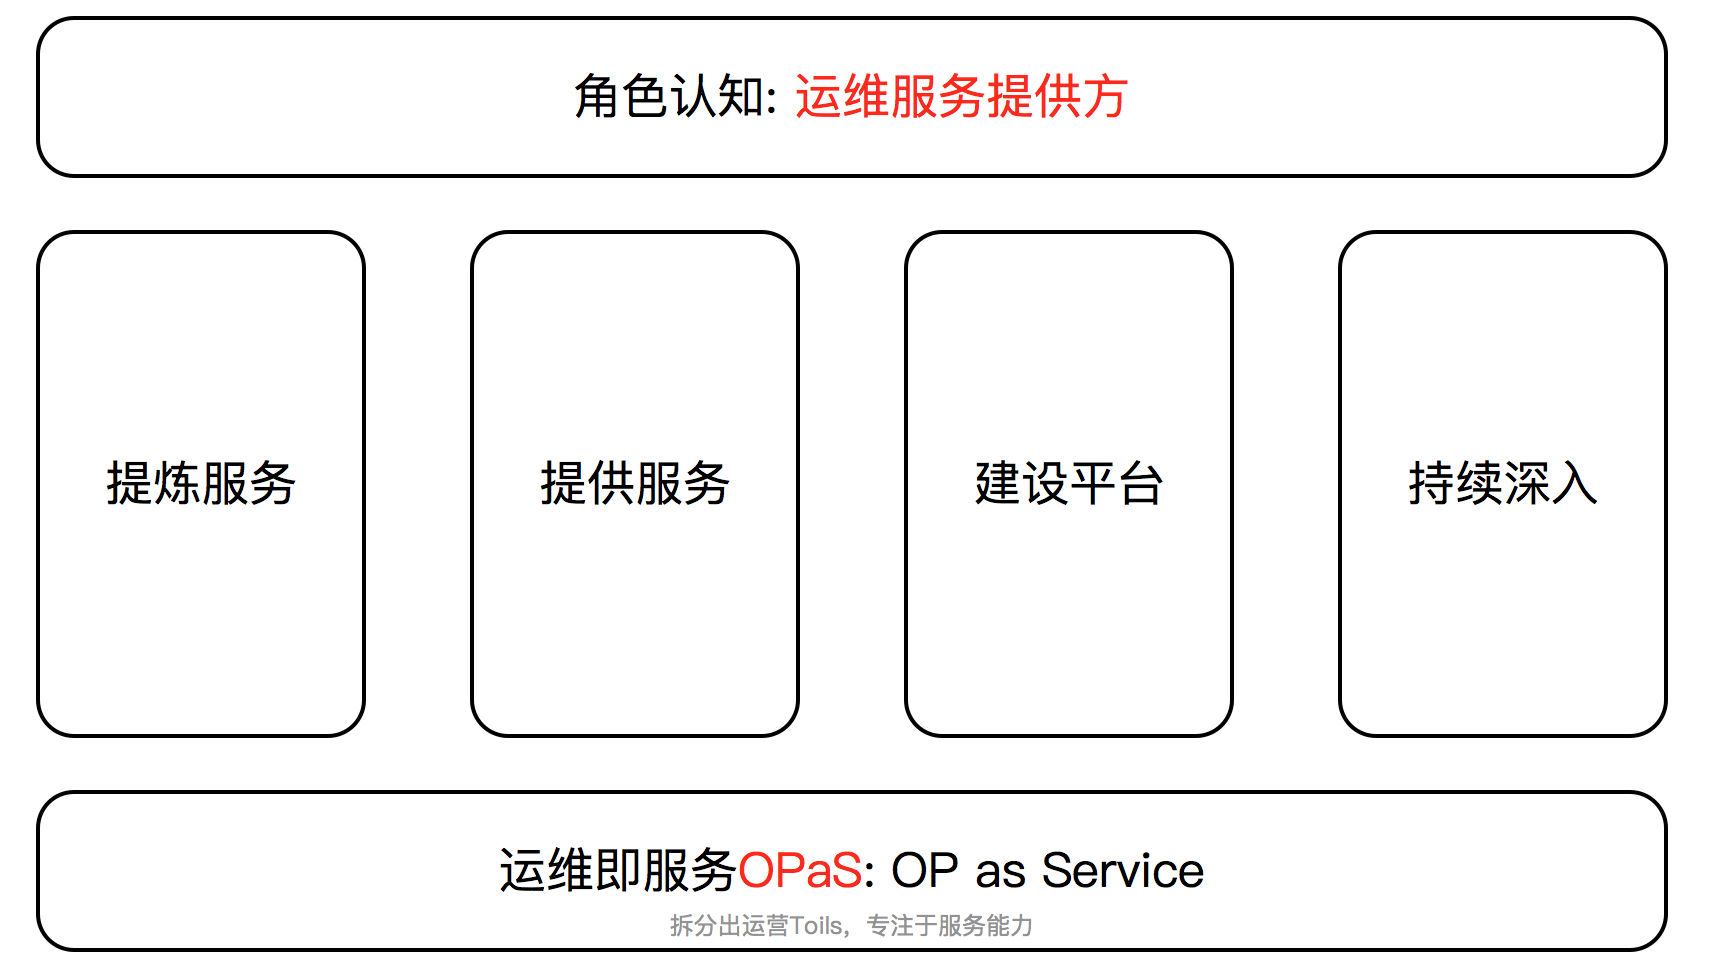 角色认知: 运维服务提供方
提炼服务
提供服务
建设平台
持续深入
运维即服务OPaS: OP as Service
拆分出运营Toils，专注于服务能力